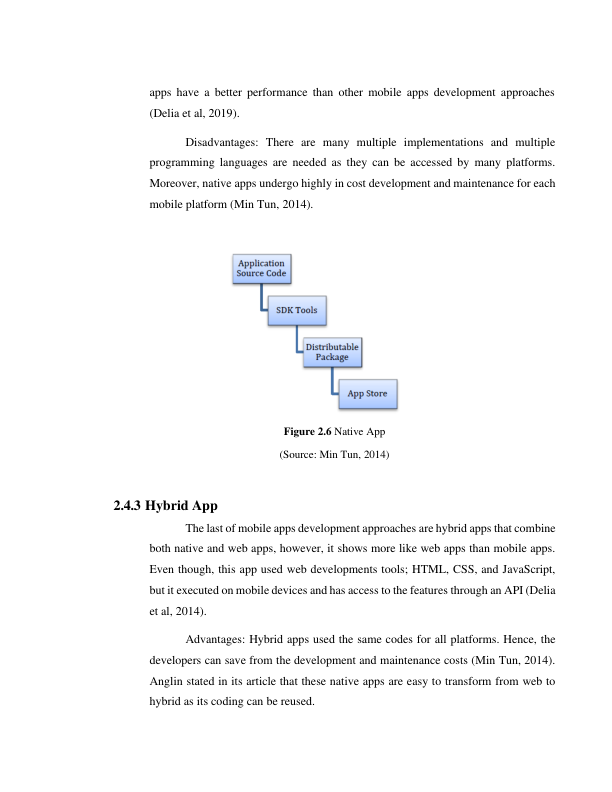 apps have a better performance than other mobile apps development approaches
(Delia et al, 2019).
Disadvantages: There are many multiple implementations and multiple
programming languages are needed as they can be accessed by many platforms.
Moreover, native apps undergo highly in cost development and maintenance for each
mobile platform (Min Tun, 2014).
Application
Source Code
SDK Tools
Distributable
Package
App Store
Figure 2.6 Native App
(Source: Min Tun, 2014)
2.4.3 Hybrid App
The last of mobile apps development approaches are hybrid apps that combine
both native and web apps, however, it shows more like web apps than mobile apps.
Even though, this app used web developments tools; HTML, CSS, and JavaScript,
but it executed on mobile devices and has access to the features through an API (Delia
et al, 2014).
Advantages: Hybrid apps used the same codes for all platforms. Hence, the
developers can save from the development and maintenance costs (Min Tun, 2014).
Anglin stated in its article that these native apps are easy to transform from web to
hybrid as its coding can be reused.